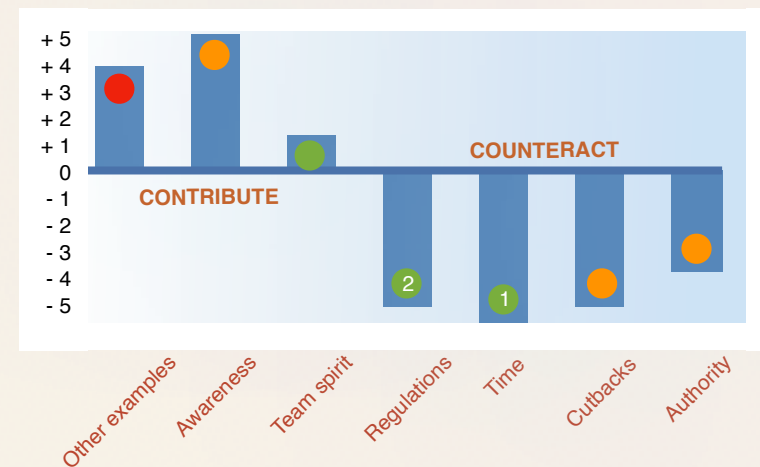 + 5
+ 4
+ 3
+ 2
+ 1
0
- 1
- 2
- 3
- 4
- 5
COUNTERACT
CONTRIBUTE
2
1
Other examples
Awareness
Team spirit
Regulations
Time
Cutbacks
Authority